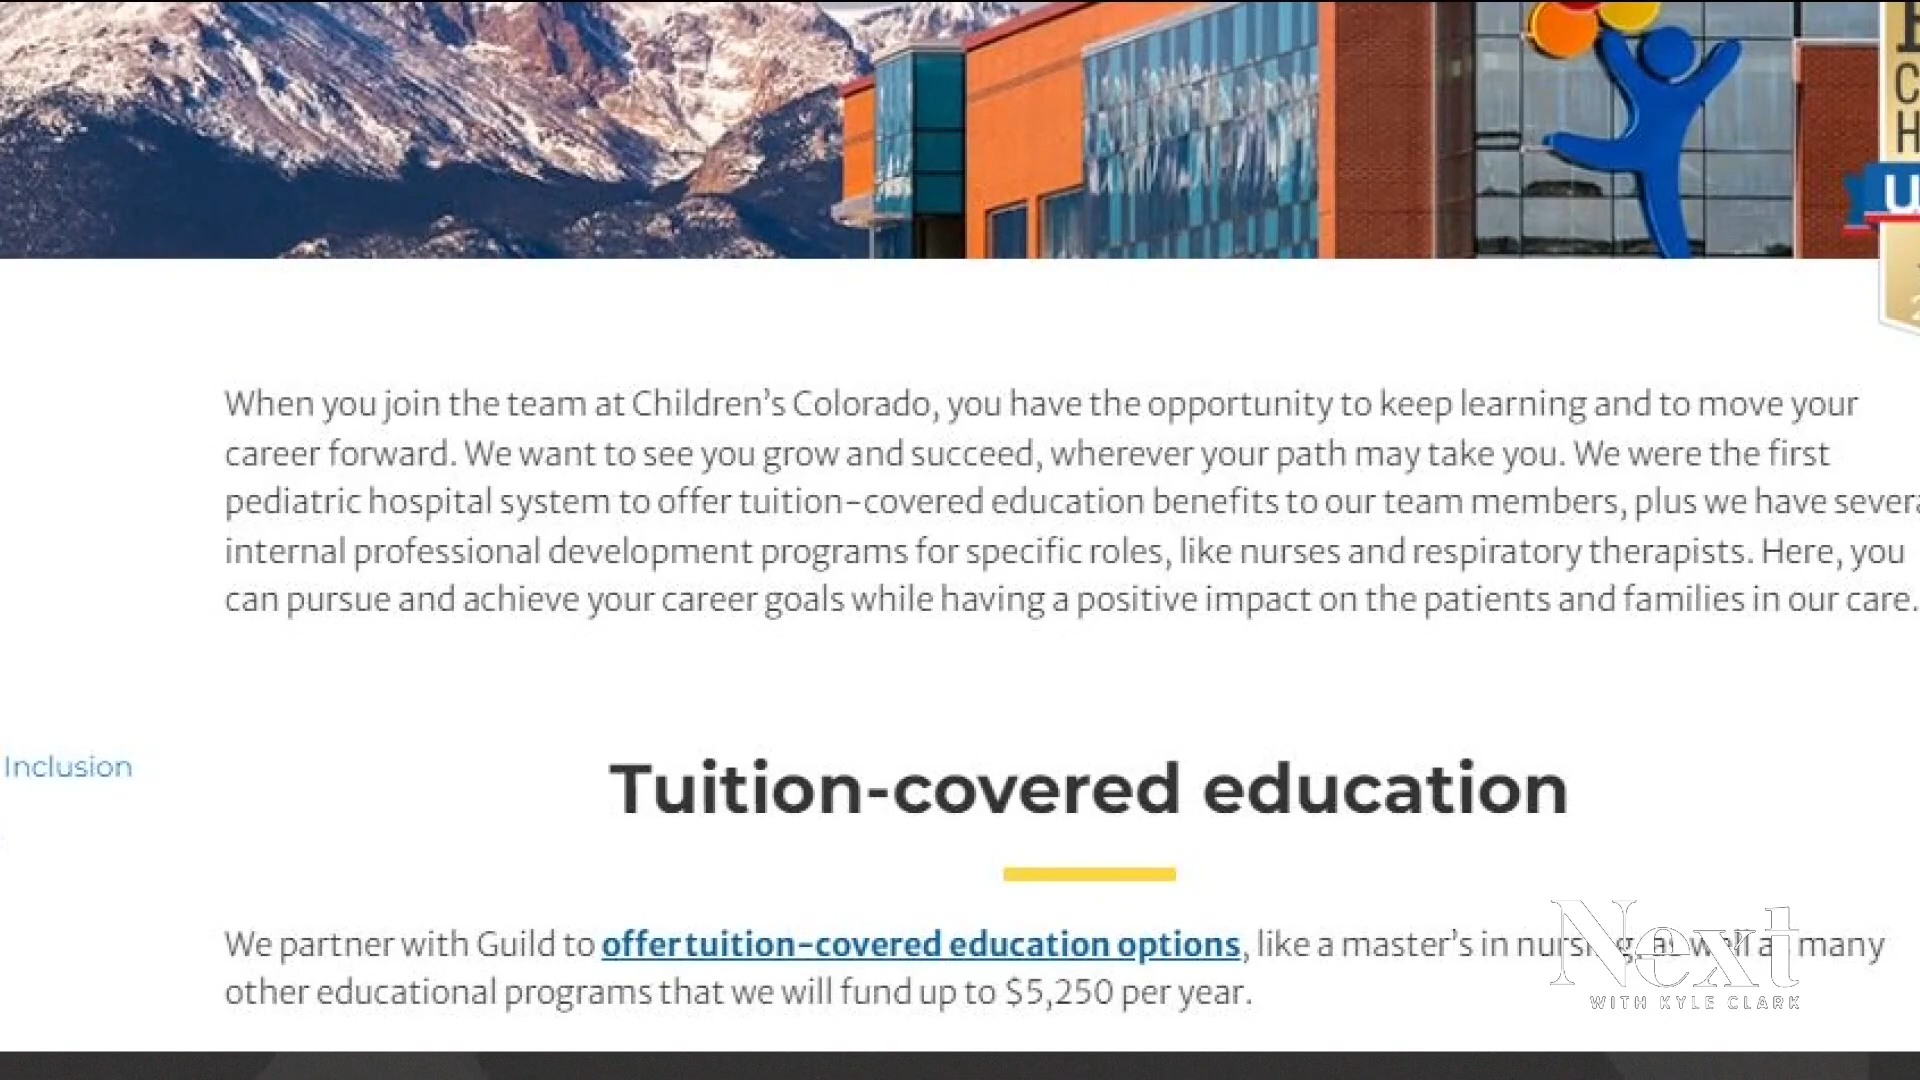 When you join the team at Children's Colorado, you have the opportunity to keep learning and to move your
career forward. We want to see you grow and succeed, wherever your path may take you. We were the first
pediatric hospital system to offer tuition-covered education benefits to our team members, plus we have severa
internal professional development programs for specific roles, like nurses and respiratory therapists. Here, you
can pursue and achieve your career goals while having a positive impact on the patients and families in our care.
Inclusion
Tuition-covered education
We partner with Guild to offer tuition-covered education options, like a master's in nursing, as well as many
other educational programs that we will fund up to $5,250 per year.
Next
WITH KYLE CLARK